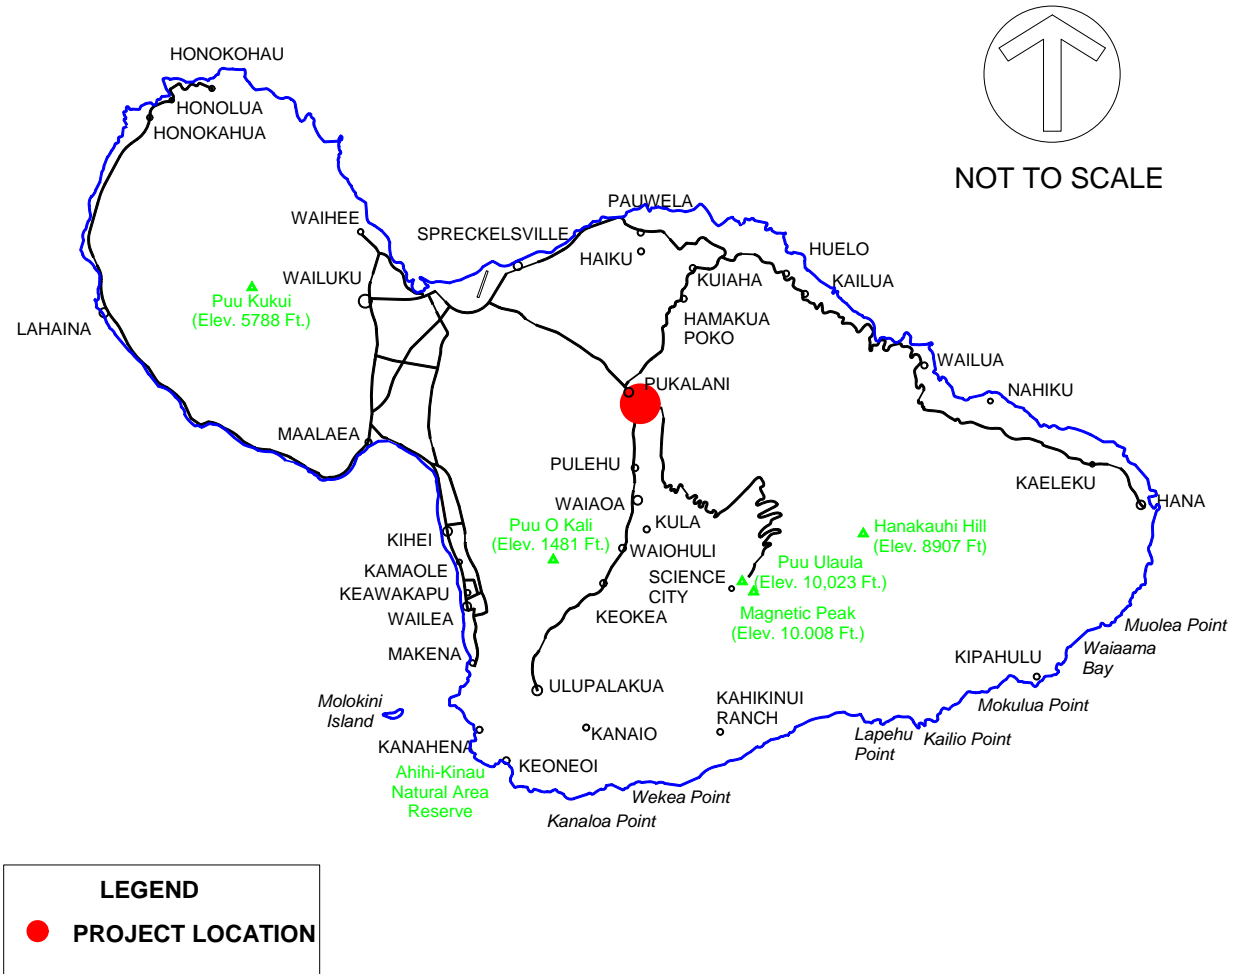 HONOKOHAU
HONOLUA
HONOKAHUA
NOT TO SCALE
PAUWELA
WAIHEE
SPRECKELSVILLE
HUELO
HAIKU
KUIAHA
KAILUA
WAILUKU
Puu Kukui
(Elev. 5788 Ft.)
HAMAKUA
POKO
LAHAINA
WAILUA
PUKALANI
NAHIKU
MAALAEA
PULEHU
KAELEKU
WAIAOA
HANA
Puu O Kali
(Elev. 1481 Ft.)
KULA
Hanakauhi Hill
(Elev. 8907 Ft)
KIHEI
WAIOHULI
Puu Ulaula
(Elev. 10,023 Ft.)
KAMAOLE
SCIENCE
CITY
KEAWAKAPU
WAILEA
KEOKEA
Magnetic Peak
(Elev. 10.008 Ft.)
Muolea Point
Waiaama
Bay
MAKENA
KIPAHULU
ULUPALAKUA
KAHIKINUI
RANCH
Mokulua Point
Molokini
Island
KANAHENA
KANAIO
Lapehu
Point
Kailio Point
KEONEOI
Ahihi-Kinau
Natural Area
Reserve
Wekea Point
Kanaloa Point
LEGEND
PROJECT LOCATION